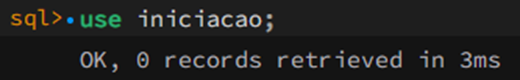 sql> use iniciacao;
OK, 0 records retrieved in 3ms